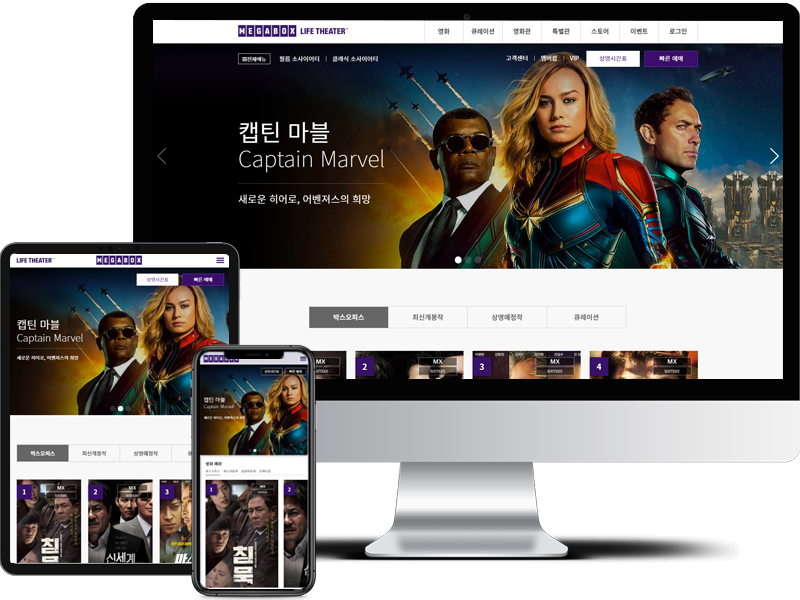 MEGABOX LIFE THEATER
영화 큐레이션 영화관 특별관 스토어 이벤트 로그인
전체메뉴 필름 소사이어티 | 클래식 소사이어티
고객센터 | 멤버쉽 | VIP 상영시간표 빠른 예매
캡틴 마블
Captain Marvel
새로운 히어로, 어벤져스의 희망
박스오피스 최신개봉작 상영예정작 큐레이션
MX 2 MX 3 MX 4 MX
BOUTIQUE BOUTIQUE BOUTIQUE BOUTIQUE
LIFE THEATER MEGABOX
상영시간표 빠른 예매
캡틴 마블
Captain Marvel
새로운 히어로, 어벤져스의 희망
박스오피스 최신개봉작 상영예정작
1 MX 2 MX 3
BOUTIQUE BOUTIQUE
침묵
신세계
MEGABOX
상영시간표 빠른 예매
캡틴 마블
Captain Marvel
새로운 히어로, 어벤져스의 희망
영화 예매
박스오피스 최신개봉작 상영예정작 큐레이션
1 MX 2
BOUTIQUE
침묵